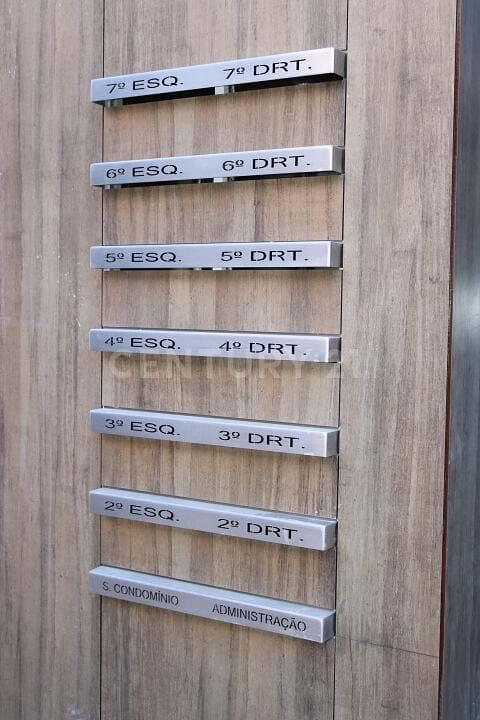 7º ESQ. 7º DRT.
6º ESQ. 6º DRT.
5º ESQ. 5º DRT.
4º ESQ. 4º DRT.
CENTURY 21
3º ESQ. 3º DRT.
2º ESQ. 2º DRT.
S. CONDOMÍNIO ADMINISTRAÇÃO